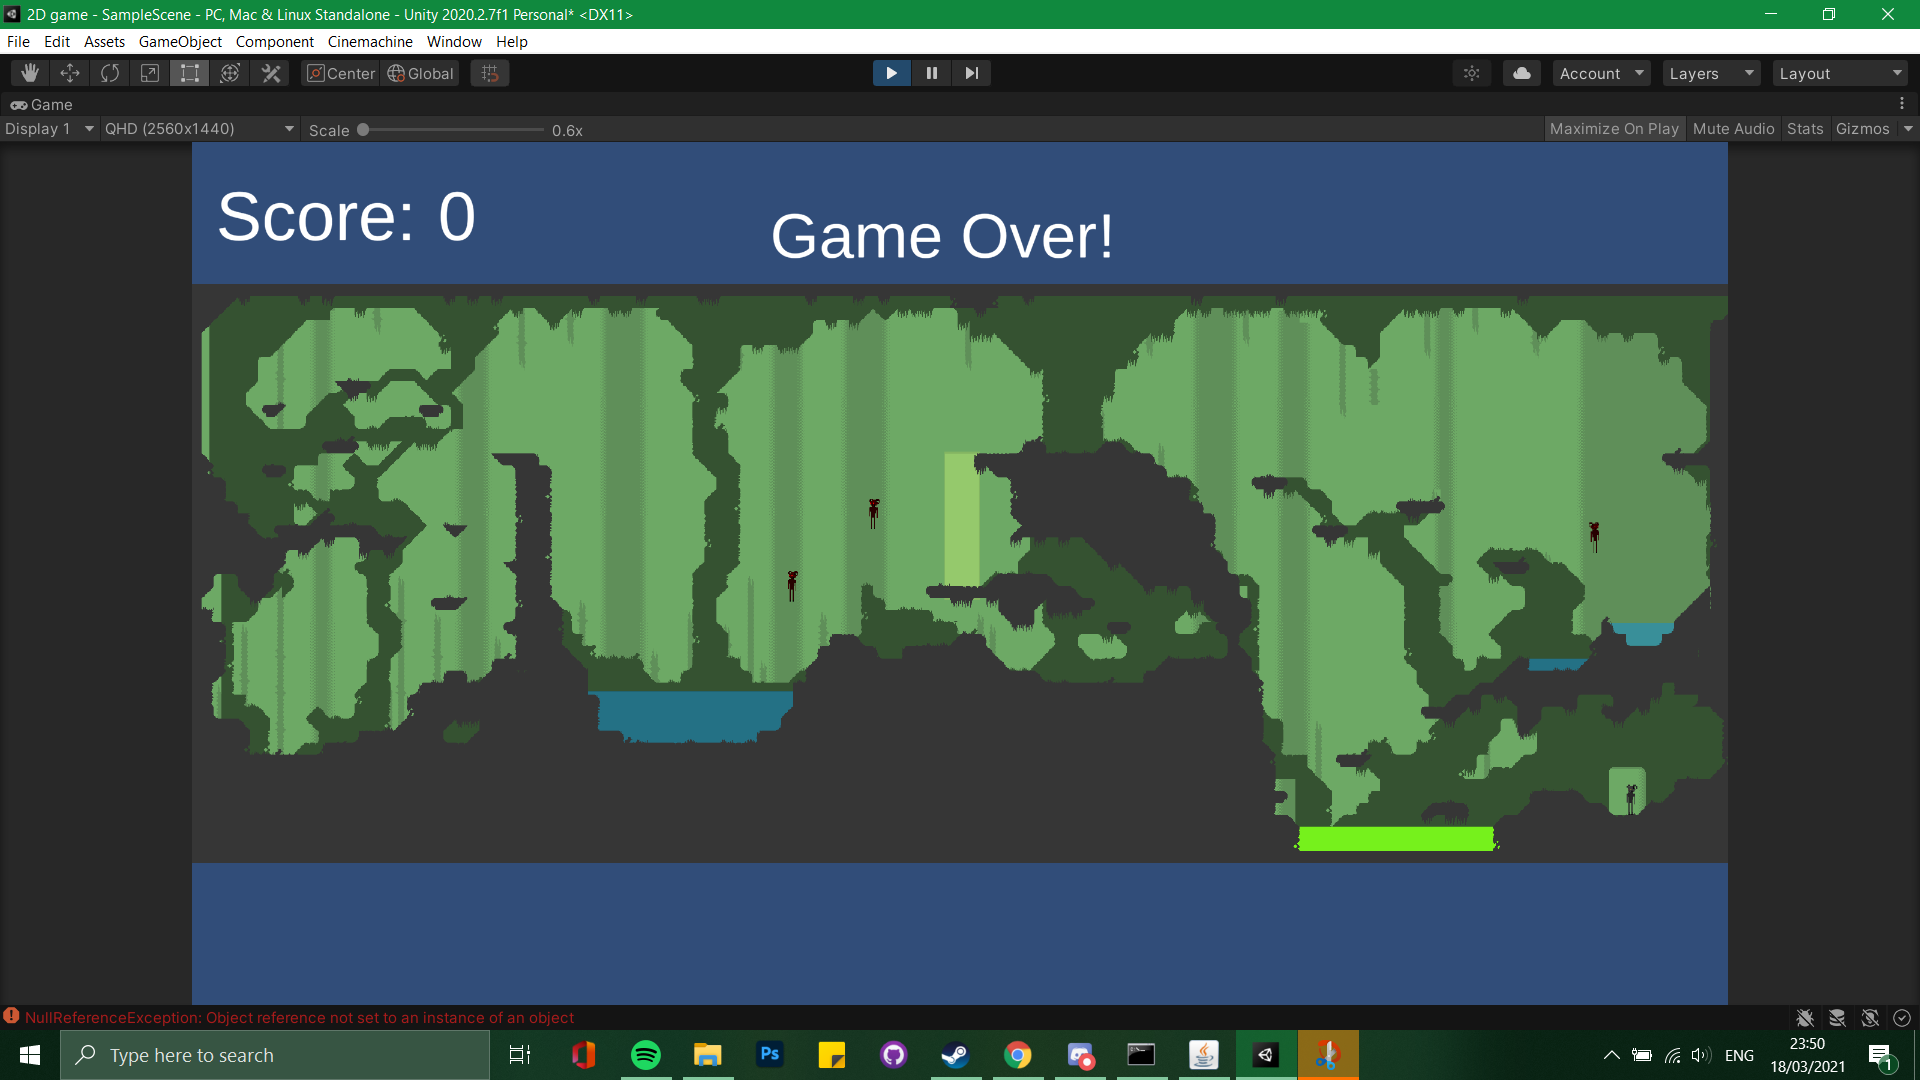 2D game - SampleScene - PC, Mac & Linux Standalone - Unity 2020.2.7f1 Personal* <DX11>
File Edit Assets GameObject Component Cinemachine Window Help
Center Global Account Layers Layout
Game
Display 1 QHD (2560x1440) Scale 0.6x Maximize On Play Mute Audio Stats Gizmos
Score: 0
Game Over!
NullReferenceException: Object reference not set to an instance of an object
Type here to search
Ps
ENG
23:50
18/03/2021
1